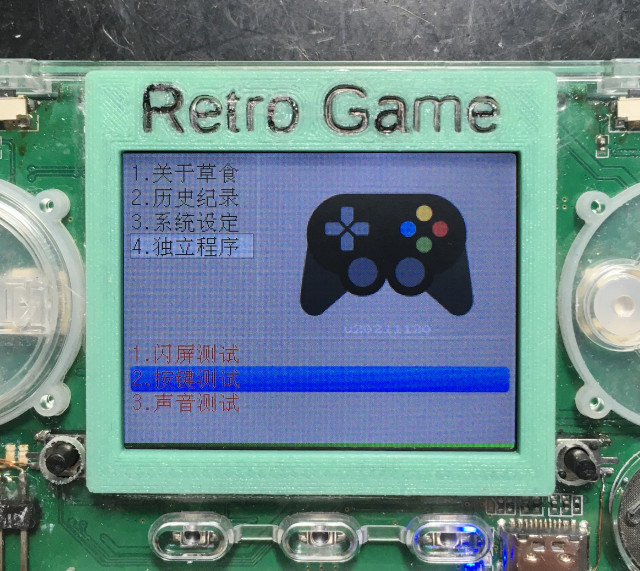 Retro Game
1.关于草食
2.历史纪录
3.系统设定
4.独立程序
v20211120
1.闪屏测试
2.按键测试
3.声音测试